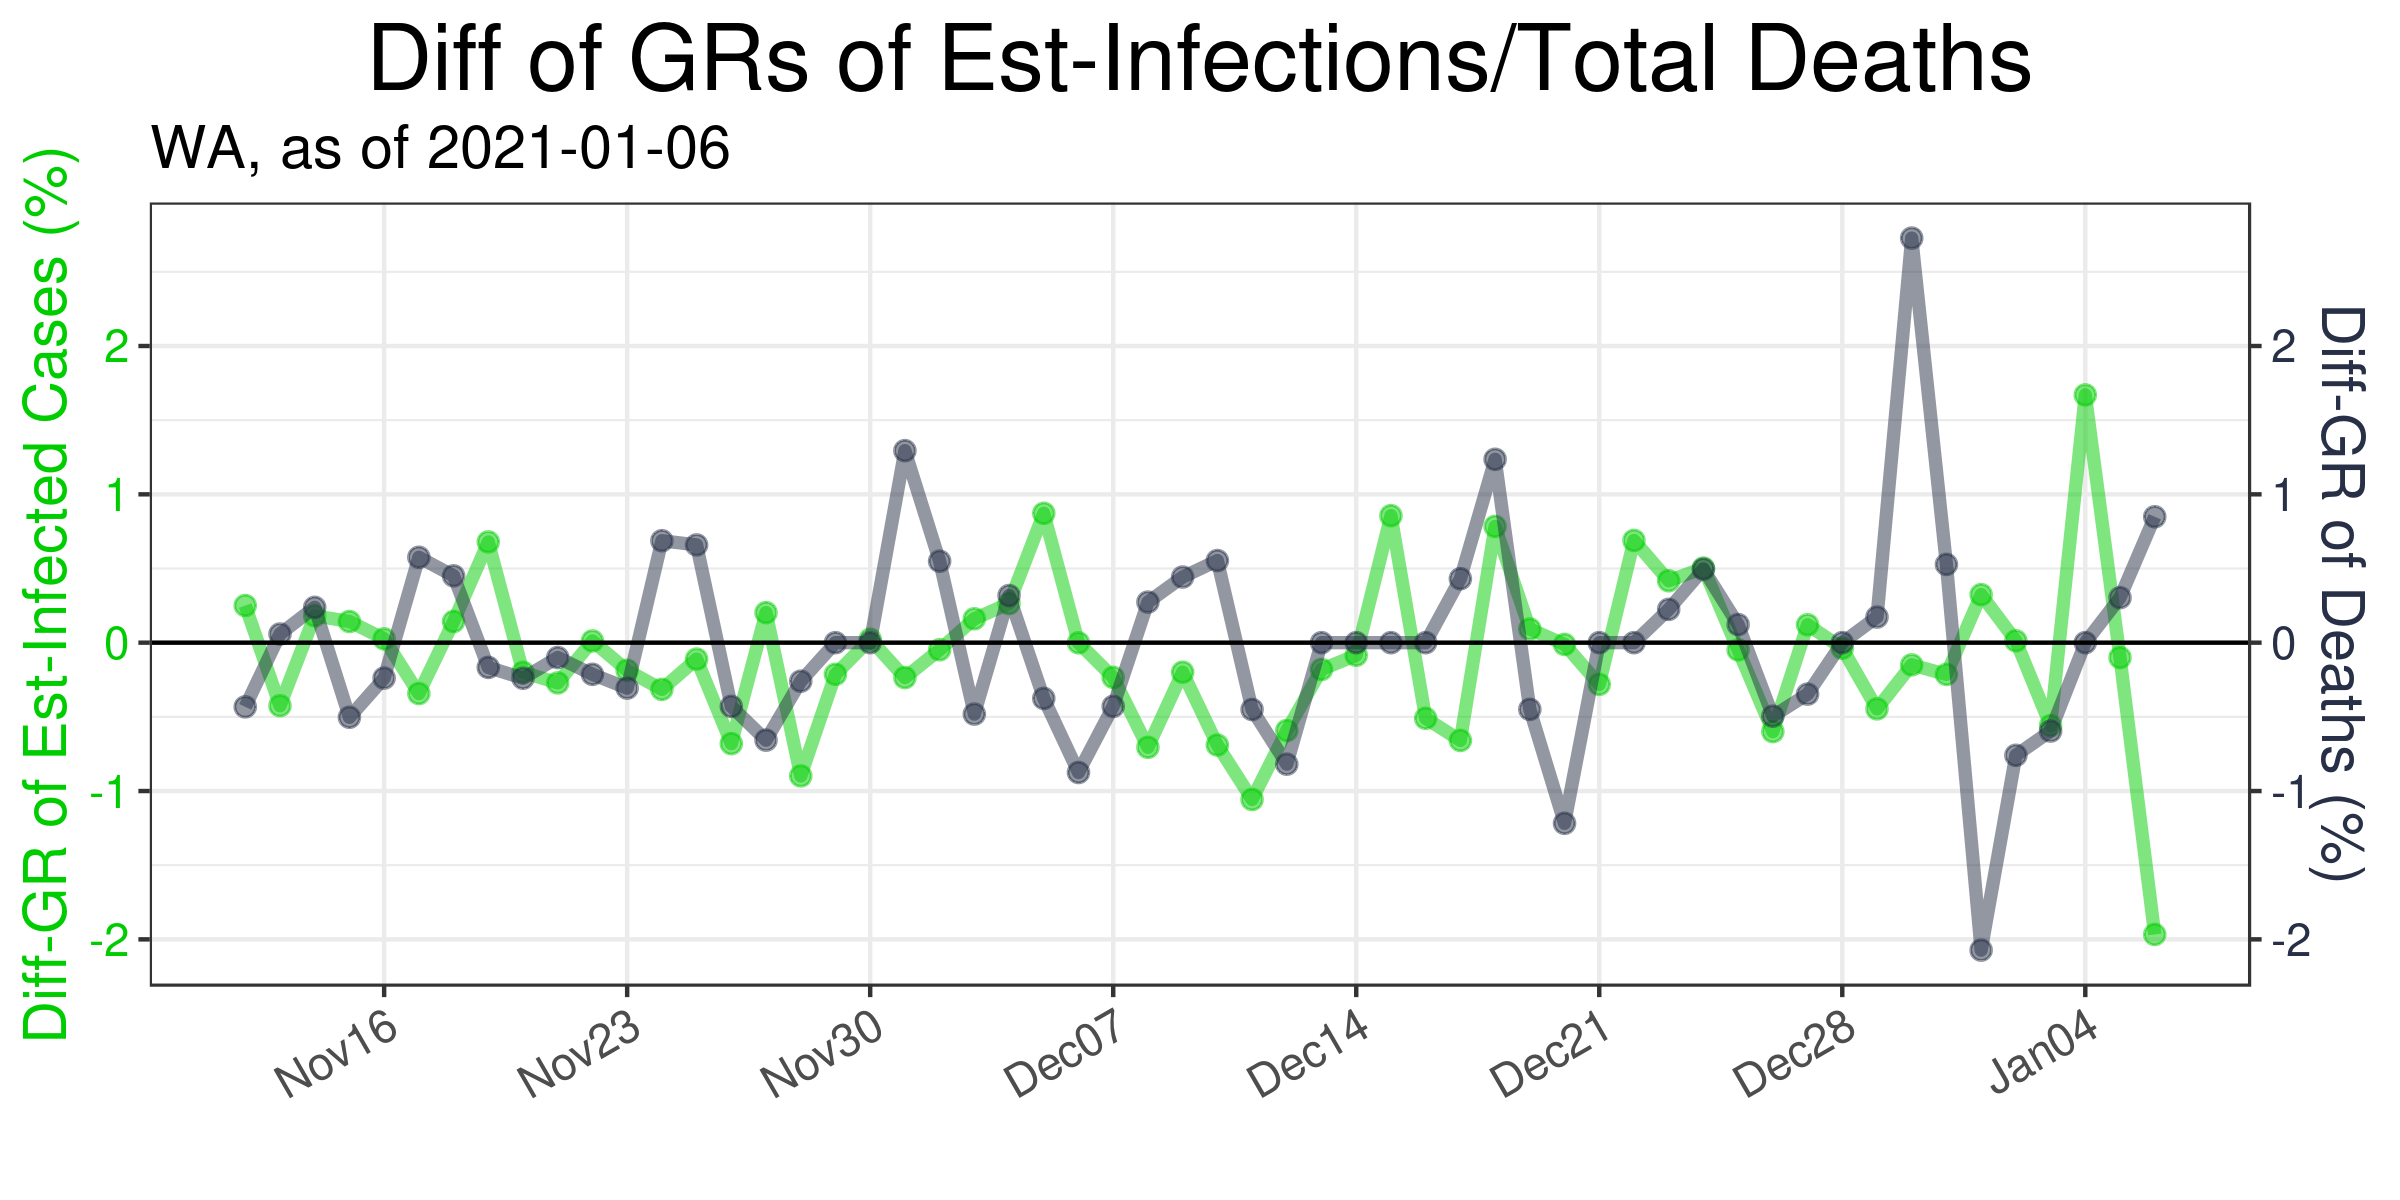 Diff of GRs of Est-Infections/Total Deaths
WA, as of 2021-01-06
Diff-GR of Est-Infected Cases (%)
2
1
0
-1
-2
2
1
0
-1
-2
Diff-GR of Deaths (%)
Nov16
Nov23
Nov30
Dec07
Dec14
Dec21
Dec28
Jan04